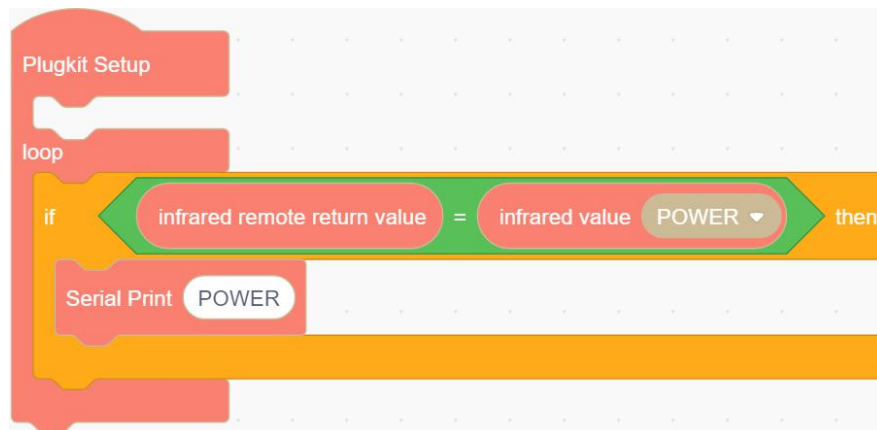 Plugkit Setup
loop
if infrared remote return value = infrared value POWER then
Serial Print POWER